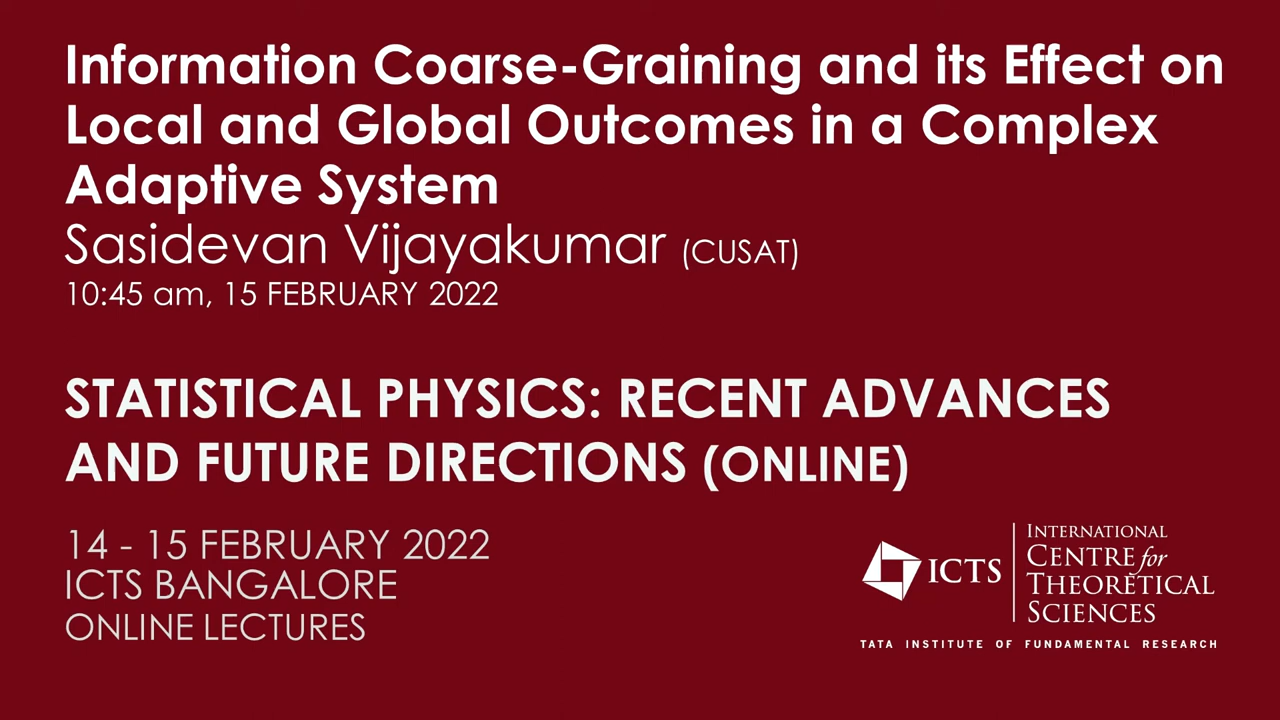 Information Coarse-Graining and its Effect on
Local and Global Outcomes in a Complex
Adaptive System
Sasidevan Vijayakumar (CUSAT)
10:45 am, 15 FEBRUARY 2022
STATISTICAL PHYSICS: RECENT ADVANCES
AND FUTURE DIRECTIONS (ONLINE)
14 - 15 FEBRUARY 2022
ICTS BANGALORE
ONLINE LECTURES
ICTS
INTERNATIONAL
CENTRE for
THEORETICAL
SCIENCES
TATA INSTITUTE OF FUNDAMENTAL RESEARCH